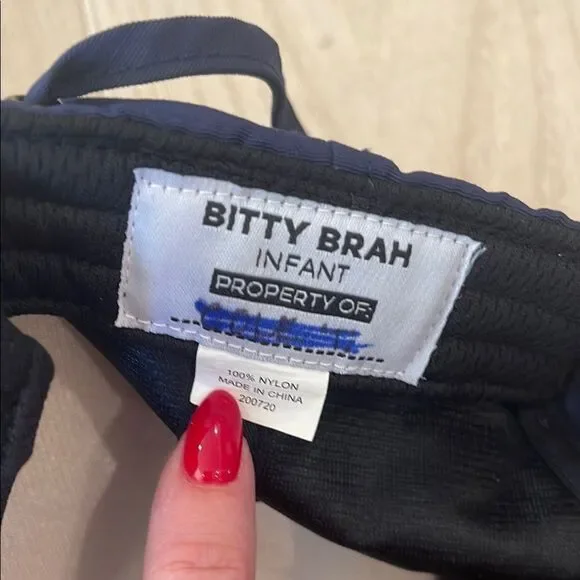 BITTY BRAH
INFANT
PROPERTY OF:
100% NYLON
MADE IN CHINA
200720